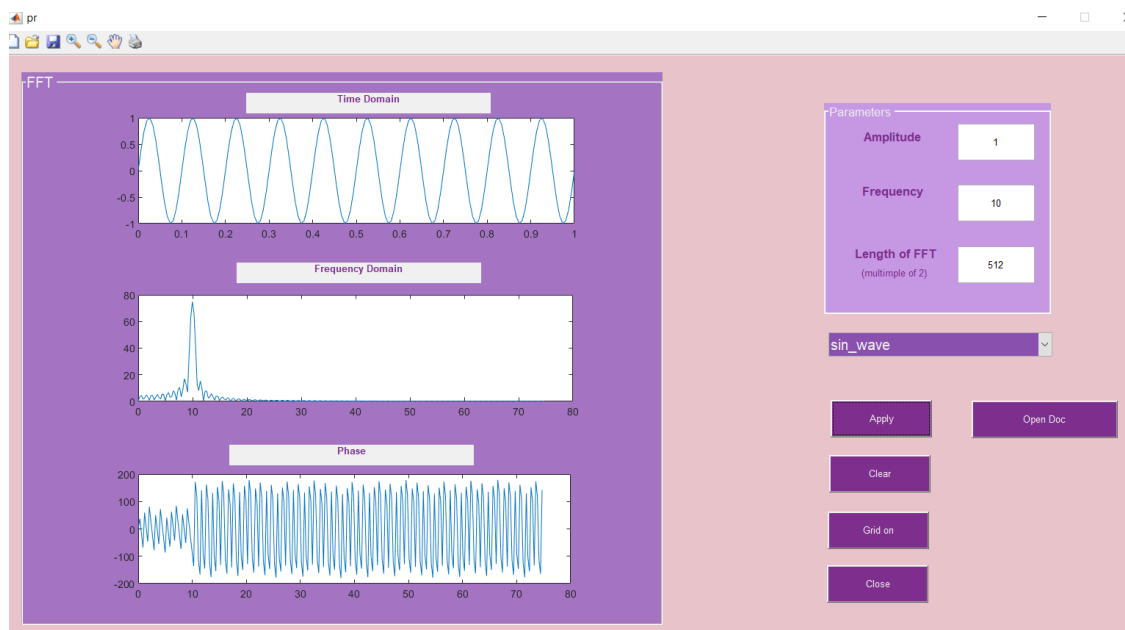 pr
FFT
Time Domain
1
0.5
0
-0.5
-1
0 0.1 0.2 0.3 0.4 0.5 0.6 0.7 0.8 0.9 1
Frequency Domain
80
60
40
20
0
0 10 20 30 40 50 60 70 80
Phase
200
100
0
-100
-200
0 10 20 30 40 50 60 70 80
Parameters
Amplitude
1
Frequency
10
Length of FFT
(multimple of 2)
512
sin_wave
Apply
Open Doc
Clear
Grid on
Close